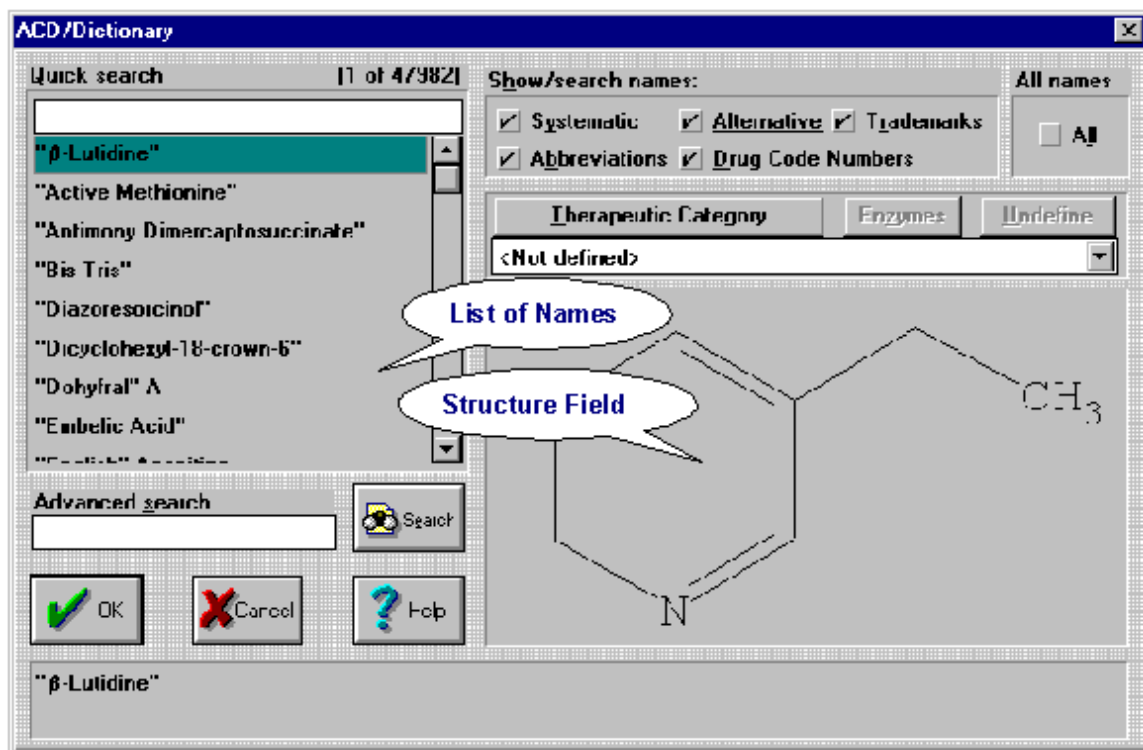 ACD/Dictionary
Quick search [1 of 47982]
"β-Lutidine"
"Active Methionine"
"Antimony Dimercaptosuccinate"
"Bis Tris"
"Diazoresorcinol"
"Dicyclohexyl-18-crown-6"
"Dohyfral" A
"Embelic Acid"
Advanced search
Search
OK
Cancel
Help
Show/search names:
Systematic Alternative Trademarks
Abbreviations Drug Code Numbers
All names
All
Therapeutic Category Enzymes Undefine
<Not defined>
List of Names
Structure Field
CH3
N
"β-Lutidine"